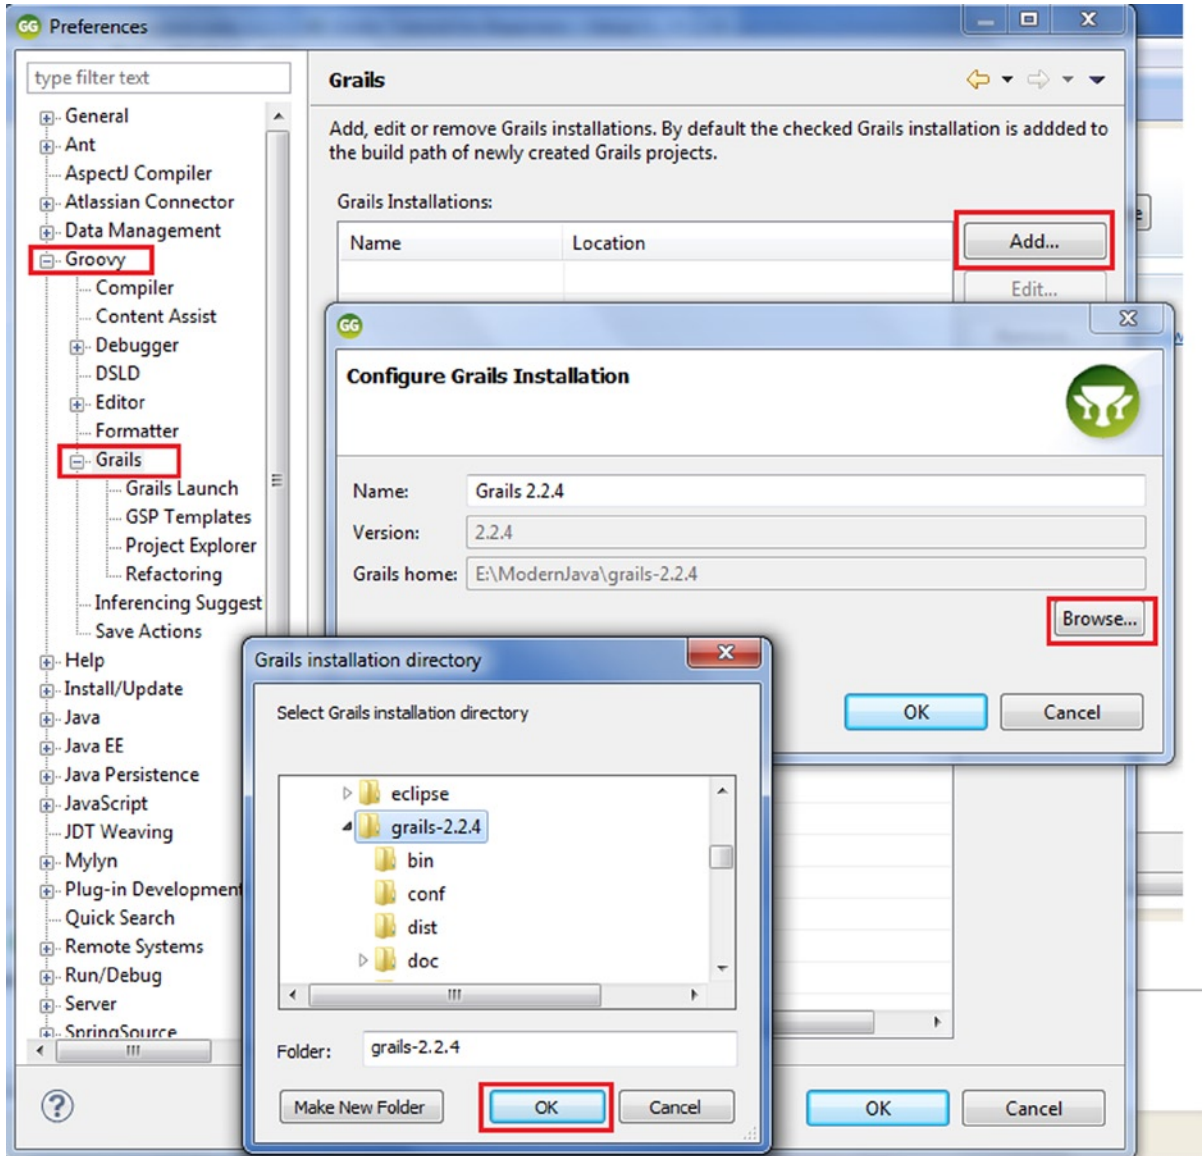 GG Preferences
type filter text
General
Ant
AspectJ Compiler
Atlassian Connector
Data Management
Groovy
Compiler
Content Assist
Debugger
DSLD
Editor
Formatter
Grails
Grails Launch
GSP Templates
Project Explorer
Refactoring
Inferencing Suggest
Save Actions
Help
Install/Update
Java
Java EE
Java Persistence
JavaScript
JDT Weaving
Mylyn
Plug-in Development
Quick Search
Remote Systems
Run/Debug
Server
SpringSource
Grails
Add, edit or remove Grails installations. By default the checked Grails installation is addded to
the build path of newly created Grails projects.
Grails Installations:
Name Location
Add...
Edit...
GG
Configure Grails Installation
Name: Grails 2.2.4
Version: 2.2.4
Grails home: E:\ModernJava\grails-2.2.4
Browse...
OK Cancel
Grails installation directory
Select Grails installation directory
eclipse
grails-2.2.4
bin
conf
dist
doc
Folder: grails-2.2.4
Make New Folder OK Cancel
OK Cancel